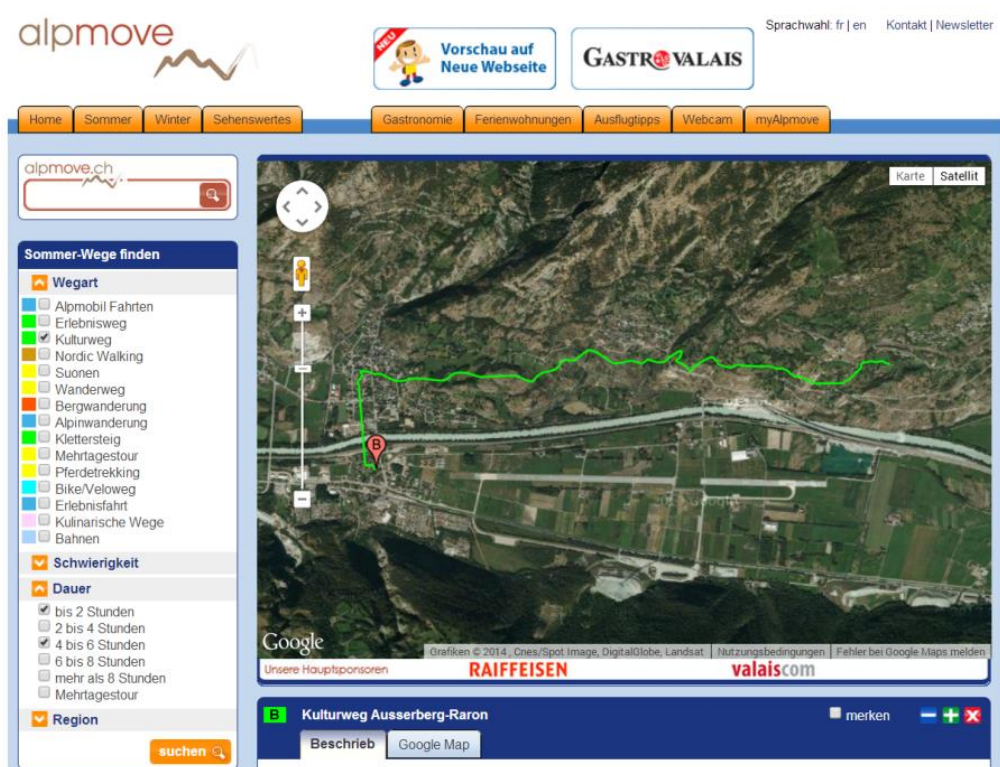 alpmove
NEU
Vorschau auf
Neue Webseite
GASTROVALAIS
Sprachwahl: fr | en
Kontakt | Newsletter
Home
Sommer
Winter
Sehenswertes
Gastronomie
Ferienwohnungen
Ausflugtipps
Webcam
myAlpmove
alpmove.ch
Sommer-Wege finden
Wegart
Alpmobil Fahrten
Erlebnisweg
Kulturweg
Nordic Walking
Suonen
Wanderweg
Bergwanderung
Alpinwanderung
Klettersteig
Mehrtagestour
Pferdetrekking
Bike/Veloweg
Erlebnisfahrt
Kulinarische Wege
Bahnen
Schwierigkeit
Dauer
bis 2 Stunden
2 bis 4 Stunden
4 bis 6 Stunden
6 bis 8 Stunden
mehr als 8 Stunden
Mehrtagestour
Region
suchen
Karte
Satellit
B
Google
Grafiken © 2014 , Cnes/Spot Image, DigitalGlobe, Landsat
Nutzungsbedingungen
Fehler bei Google Maps melden
Unsere Hauptsponsoren
RAIFFEISEN
valaiscom
B
Kulturweg Ausserberg-Raron
merken
Beschrieb
Google Map